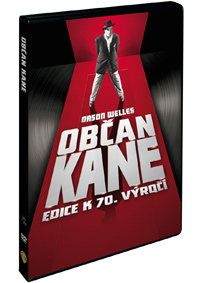 OBČAN KANE
ORSON WELLES
OBČAN
KANE
EDICE K 70. VÝROČÍ